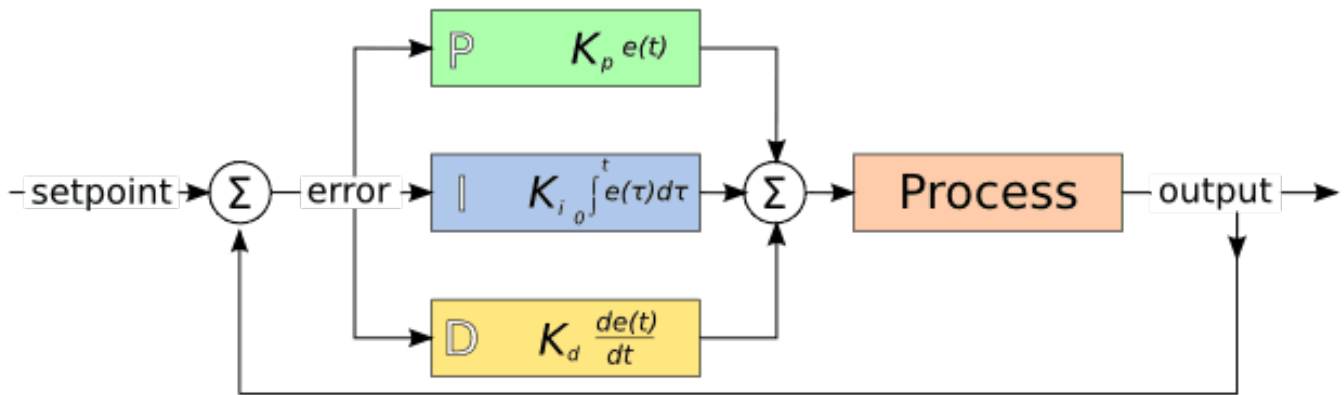 P K_p e(t)
setpoint Σ error I K_i ∫_0^t e(τ)dτ Σ Process output
D K_d de(t)/dt